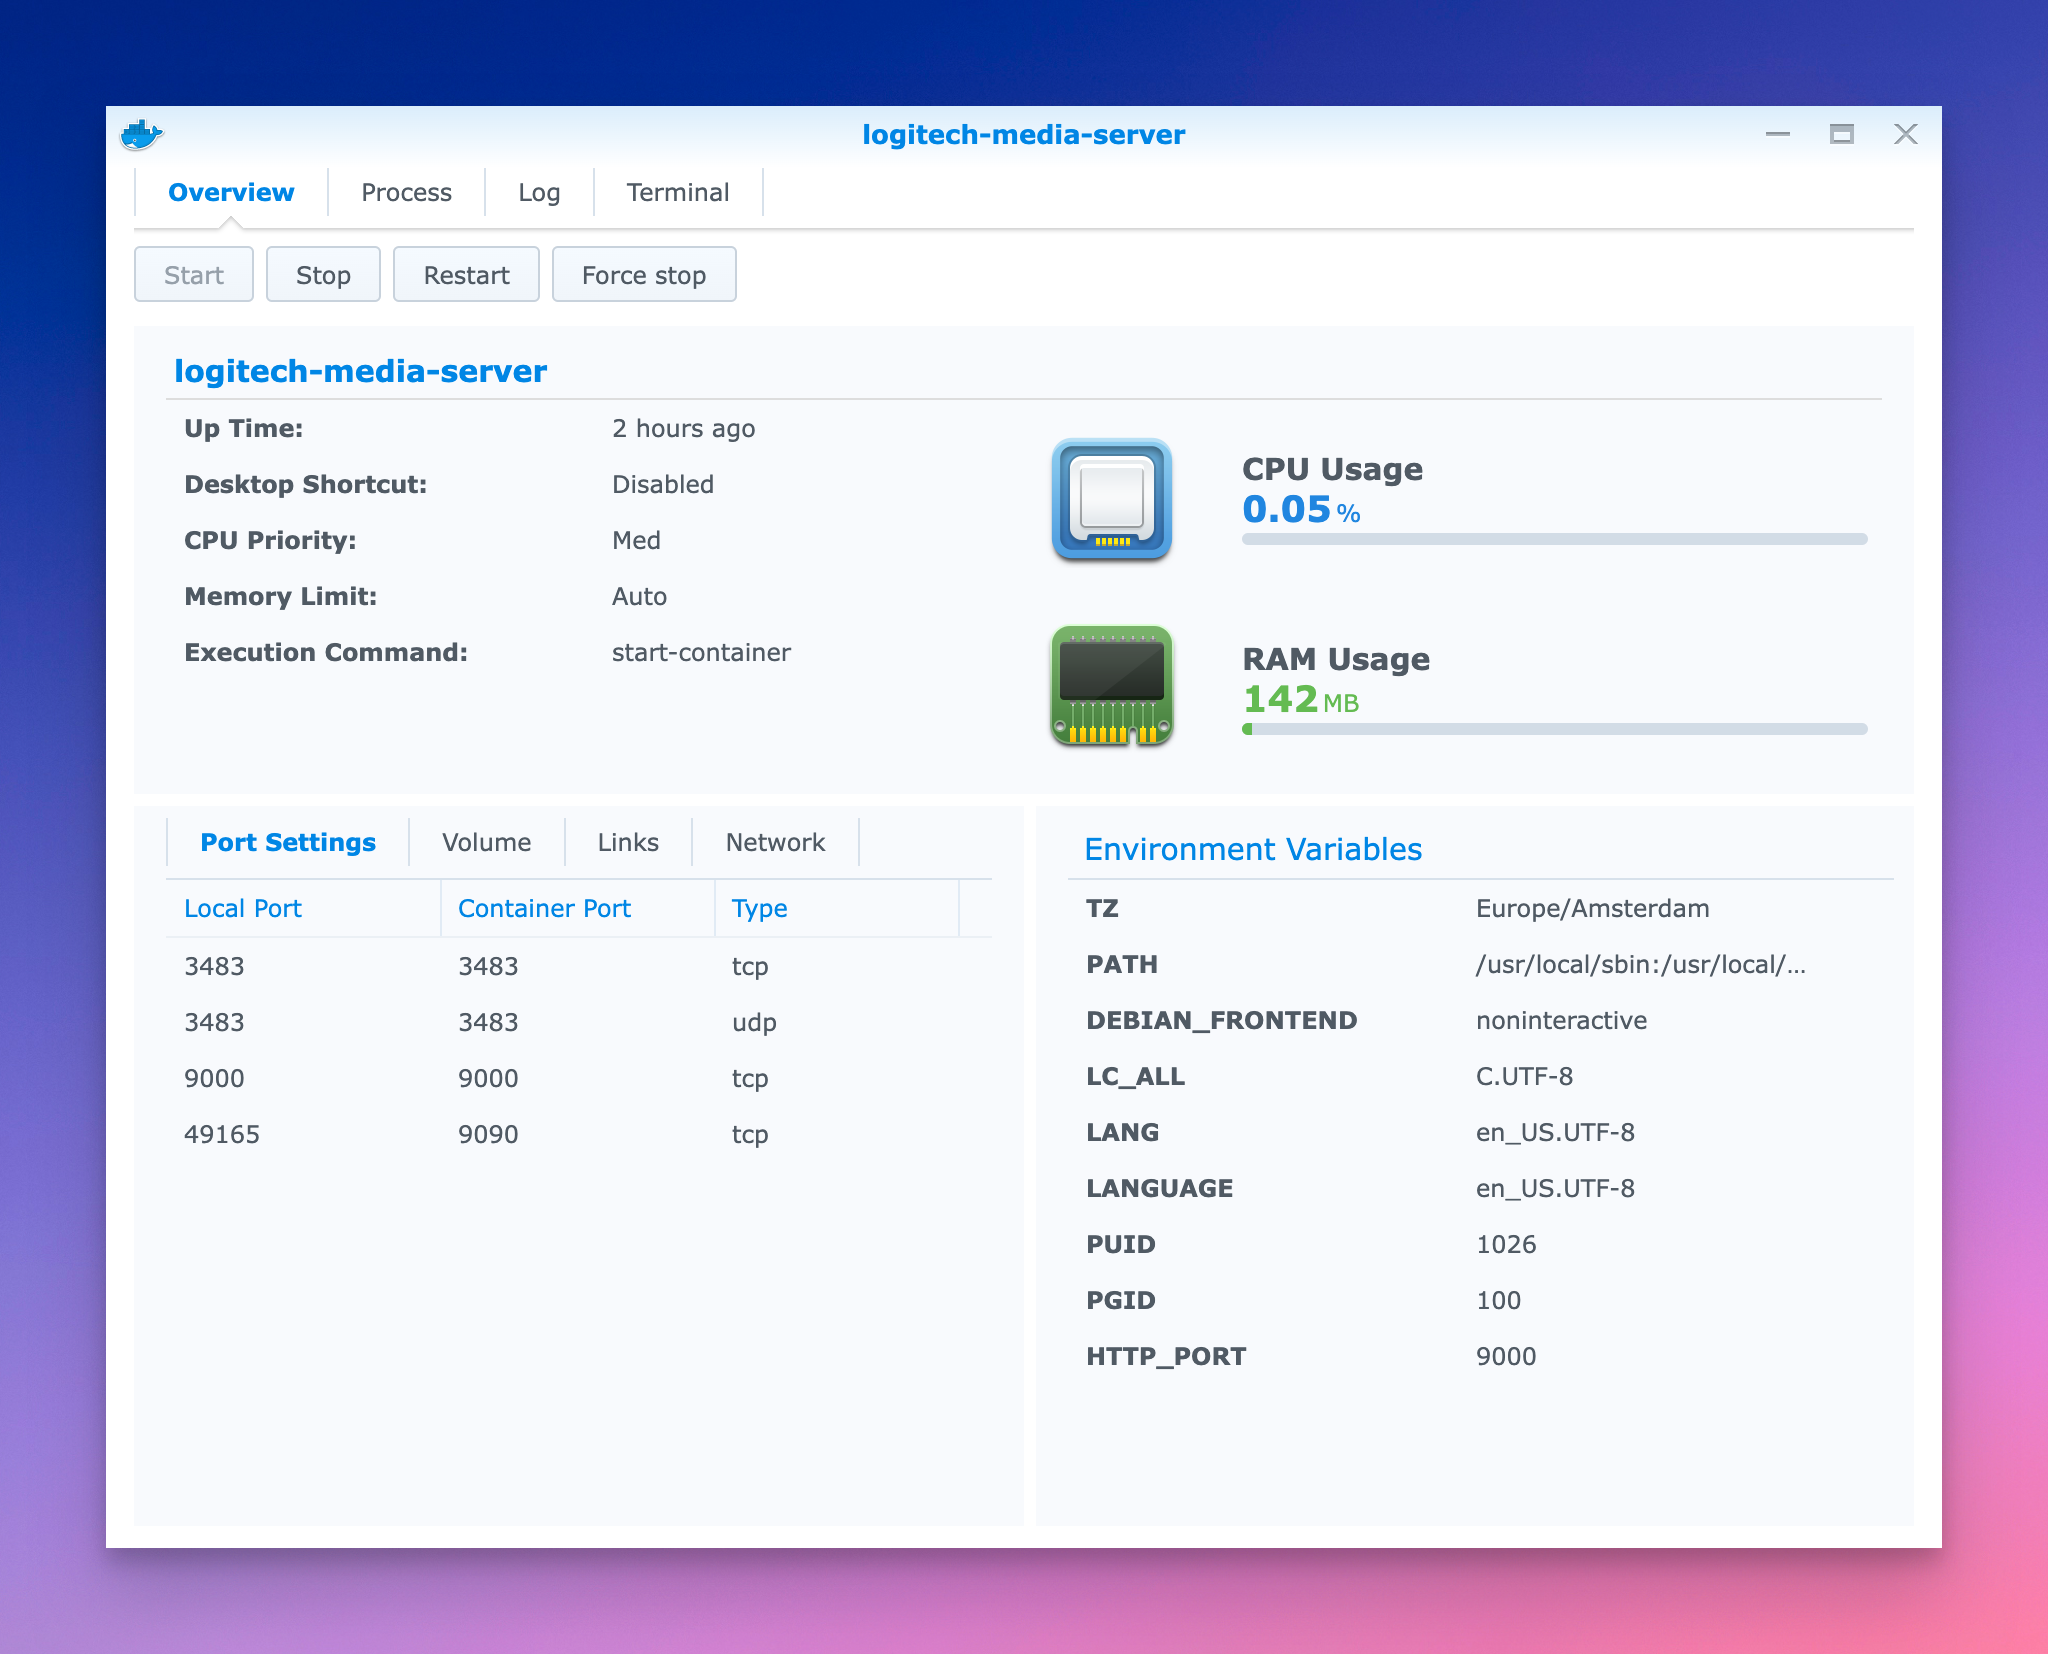 logitech-media-server
Overview Process Log Terminal
Start Stop Restart Force stop
logitech-media-server
Up Time: 2 hours ago
Desktop Shortcut: Disabled
CPU Priority: Med
Memory Limit: Auto
Execution Command: start-container
CPU Usage
0.05 %
RAM Usage
142 MB
Port Settings Volume Links Network
Local Port Container Port Type
3483 3483 tcp
3483 3483 udp
9000 9000 tcp
49165 9090 tcp
Environment Variables
TZ Europe/Amsterdam
PATH /usr/local/sbin:/usr/local/...
DEBIAN_FRONTEND noninteractive
LC_ALL C.UTF-8
LANG en_US.UTF-8
LANGUAGE en_US.UTF-8
PUID 1026
PGID 100
HTTP_PORT 9000